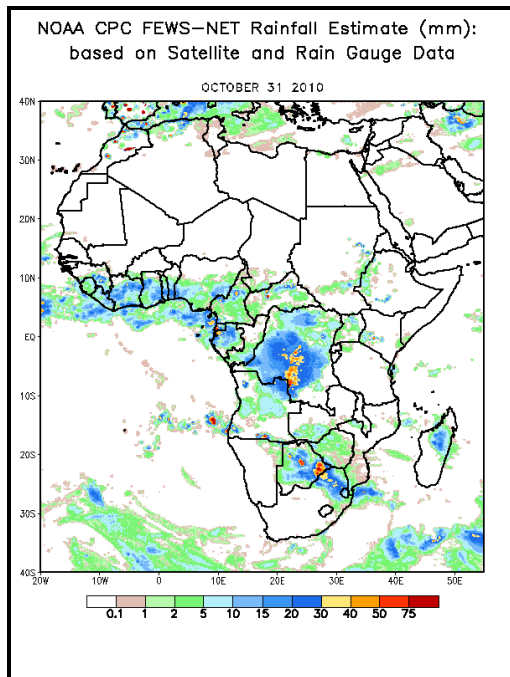 NOAA CPC FEWS-NET Rainfall Estimate (mm):
based on Satellite and Rain Gauge Data
OCTOBER 31 2010
40N
30N
20N
10N
EQ
10S
20S
30S
40S
20W 10W 0 10E 20E 30E 40E 50E
0.1 1 2 5 10 15 20 30 40 50 75